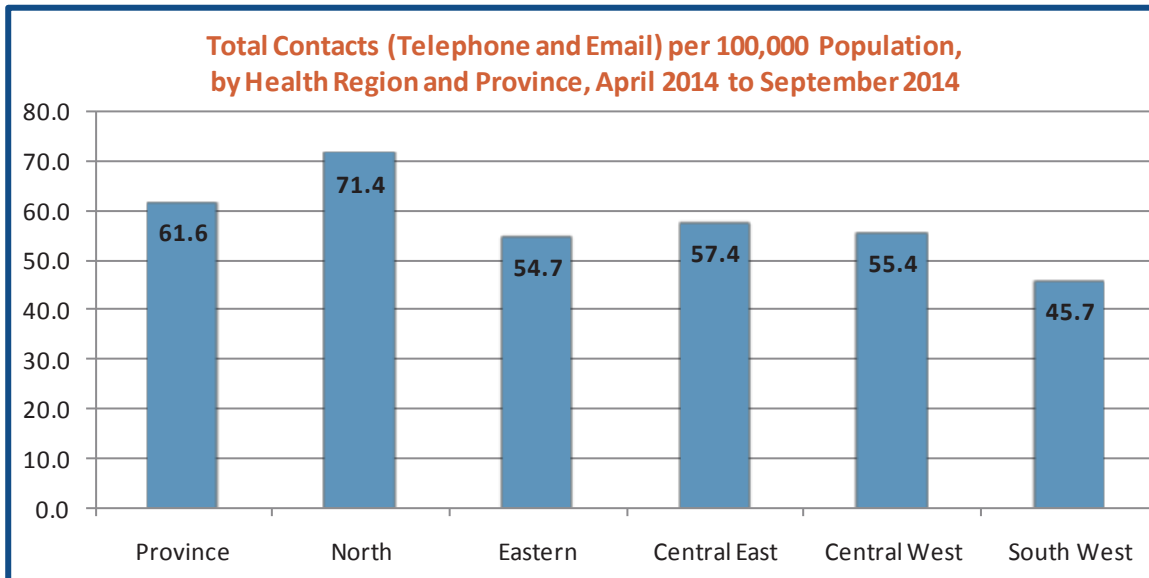 Total Contacts (Telephone and Email) per 100,000 Population,
by Health Region and Province, April 2014 to September 2014
80.0
70.0
60.0
50.0
40.0
30.0
20.0
10.0
0.0
61.6
71.4
54.7
57.4
55.4
45.7
Province
North
Eastern
Central East
Central West
South West